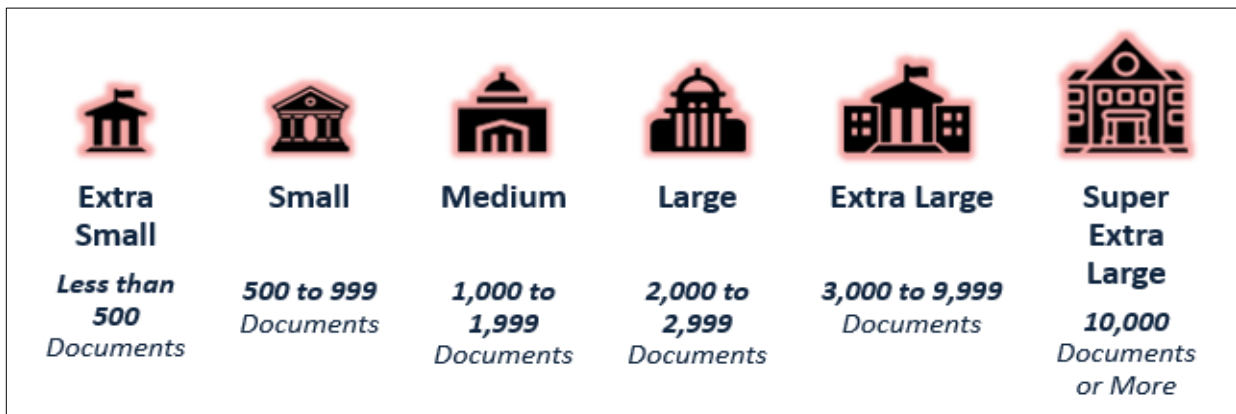 Extra
Small
Less than
500
Documents
Small
500 to 999
Documents
Medium
1,000 to
1,999
Documents
Large
2,000 to
2,999
Documents
Extra Large
3,000 to 9,999
Documents
Super
Extra
Large
10,000
Documents
or More